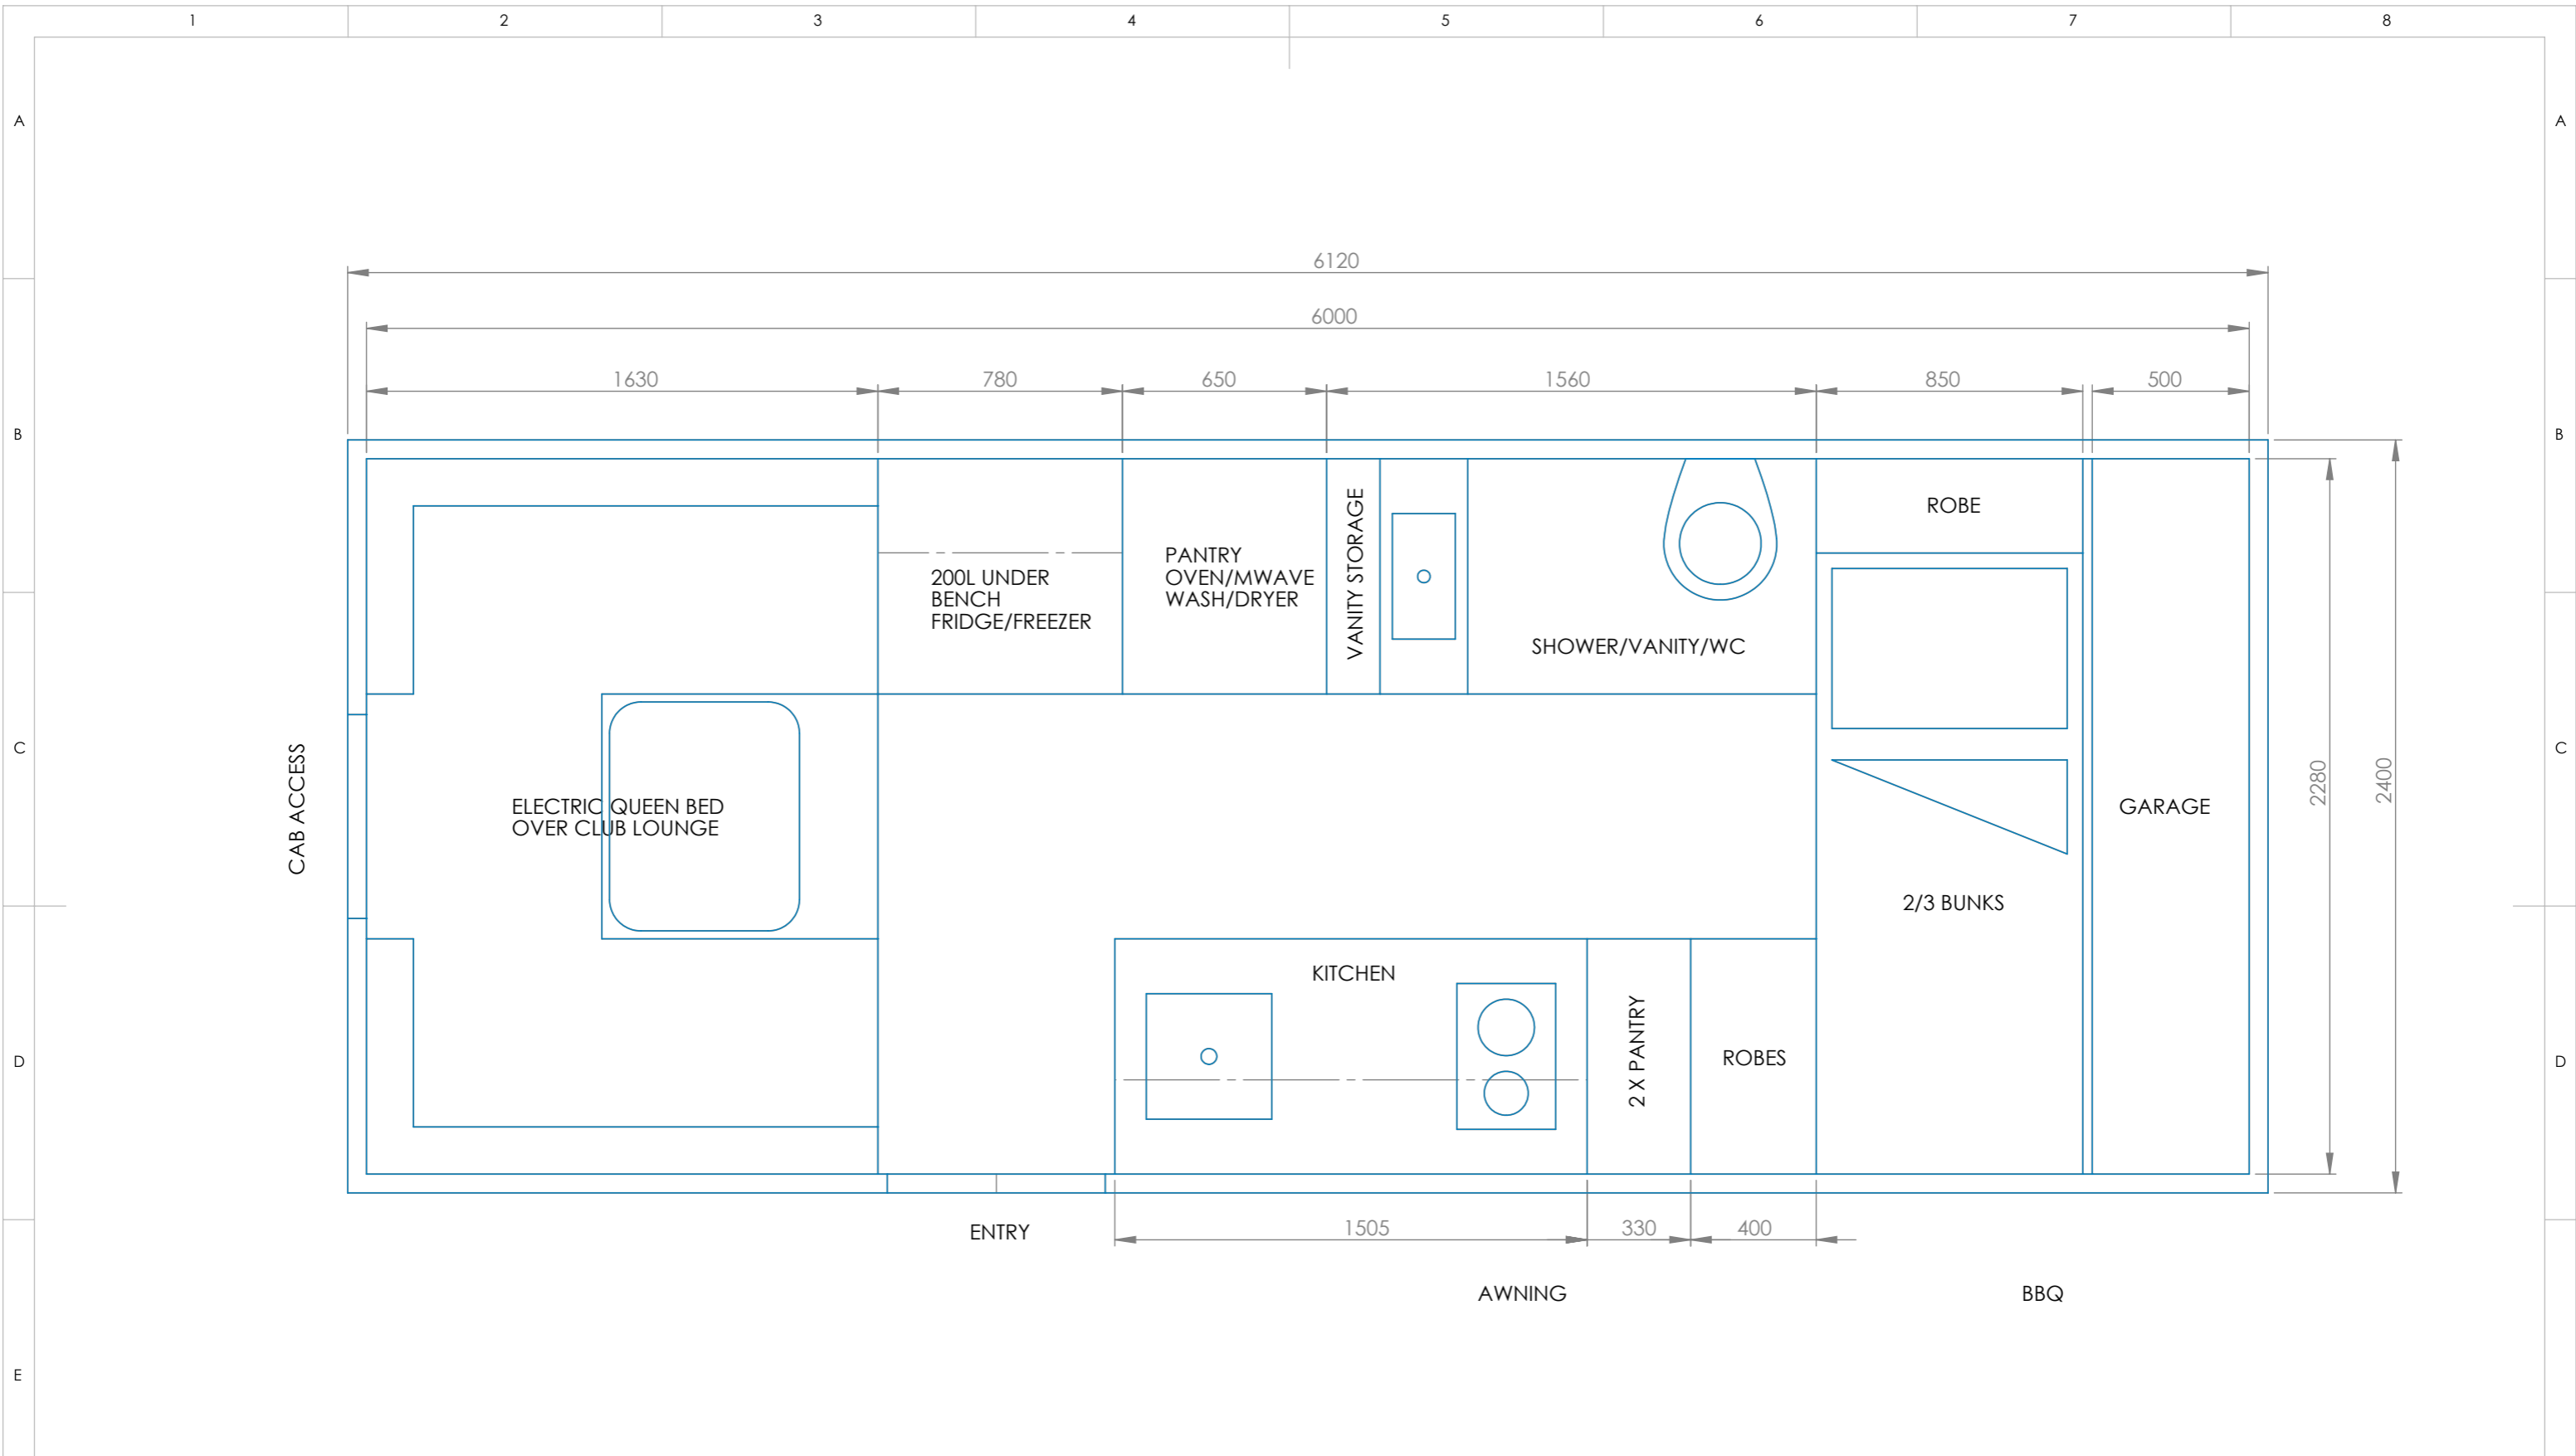 1 2 3 4 5 6 7 8
A A
6120
6000
1630 780 650 1560 850 500
B B
ROBE
VANITY STORAGE
PANTRY
OVEN/MWAVE
WASH/DRYER
200L UNDER
BENCH
FRIDGE/FREEZER
SHOWER/VANITY/WC
C C
CAB ACCESS
ELECTRIC QUEEN BED
OVER CLUB LOUNGE
GARAGE
2280
2400
2/3 BUNKS
KITCHEN
2 X PANTRY
ROBES
D D
ENTRY
1505 330 400
AWNING
BBQ
E E